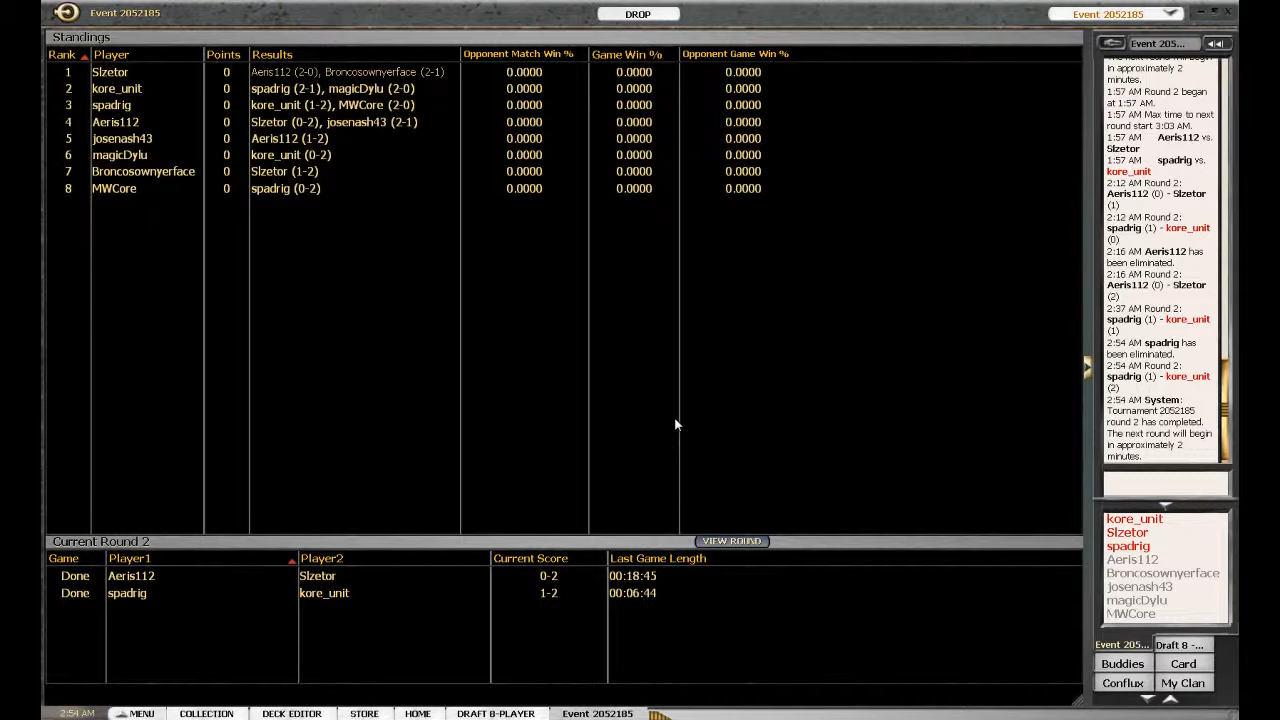 Event 2052185
DROP
Event 2052185
Standings
Rank Player Points Results Opponent Match Win % Game Win % Opponent Game Win %
1 Slzetor 0 Aeris112 (2-0), Broncosownyerface (2-1) 0.0000 0.0000 0.0000
2 kore_unit 0 spadrig (2-1), magicDylu (2-0) 0.0000 0.0000 0.0000
3 spadrig 0 kore_unit (1-2), MWCore (2-0) 0.0000 0.0000 0.0000
4 Aeris112 0 Slzetor (0-2), josenash43 (2-1) 0.0000 0.0000 0.0000
5 josenash43 0 Aeris112 (1-2) 0.0000 0.0000 0.0000
6 magicDylu 0 kore_unit (0-2) 0.0000 0.0000 0.0000
7 Broncosownyerface 0 Slzetor (1-2) 0.0000 0.0000 0.0000
8 MWCore 0 spadrig (0-2) 0.0000 0.0000 0.0000
Current Round 2
VIEW ROUND
Game Player1 Player2 Current Score Last Game Length
Done Aeris112 Slzetor 0-2 00:18:45
Done spadrig kore_unit 1-2 00:06:44
Event 205...
in approximately 2
minutes.
1:57 AM Round 2 began
at 1:57 AM.
1:57 AM Max time to next
round start 3:03 AM.
1:57 AM Aeris112 vs.
Slzetor
1:57 AM spadrig vs.
kore_unit
2:12 AM Round 2:
Aeris112 (0) - Slzetor
(1)
2:12 AM Round 2:
spadrig (1) - kore_unit
(0)
2:16 AM Aeris112 has
been eliminated.
2:16 AM Round 2:
Aeris112 (0) - Slzetor
(2)
2:37 AM Round 2:
spadrig (1) - kore_unit
(1)
2:54 AM spadrig has
been eliminated.
2:54 AM Round 2:
spadrig (1) - kore_unit
(2)
2:54 AM System:
Tournament 2052185
round 2 has completed.
The next round will begin
in approximately 2
minutes.
kore_unit
Slzetor
spadrig
Aeris112
Broncosownyerface
josenash43
magicDylu
MWCore
Event 205... Draft 8 -...
Buddies Card
Conflux My Clan
2:54 AM MENU COLLECTION DECK EDITOR STORE HOME DRAFT 8-PLAYER Event 2052185